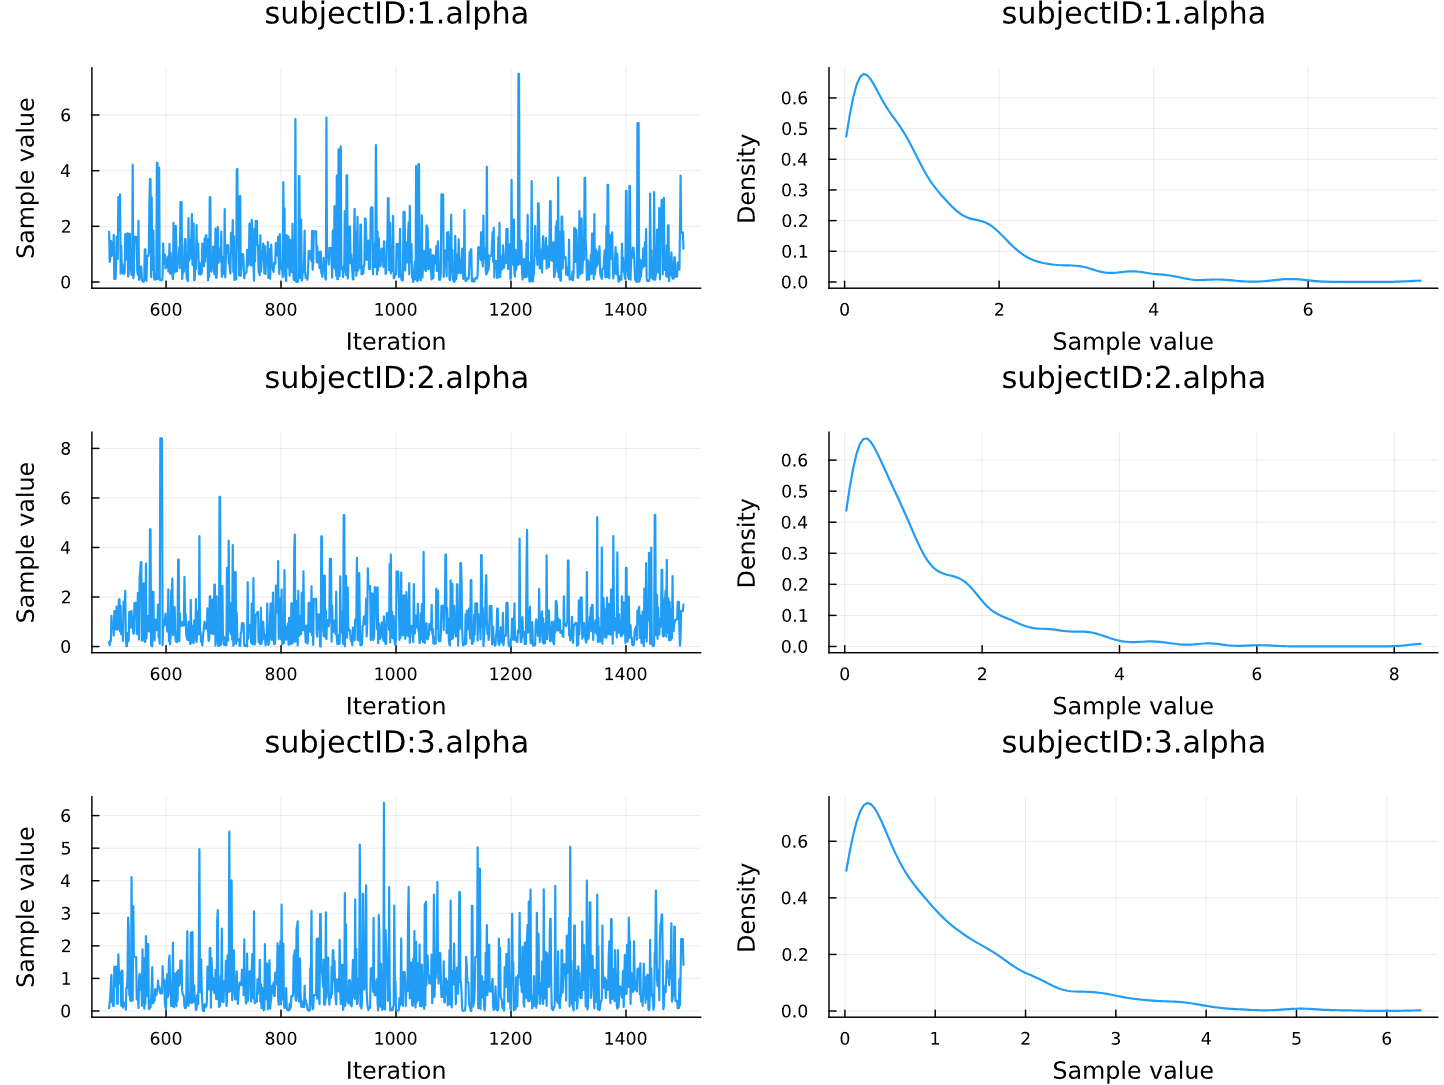 subjectID:1.alpha
subjectID:1.alpha
Sample value
6
4
2
0
600 800 1000 1200 1400
Iteration
Density
0.6
0.5
0.4
0.3
0.2
0.1
0.0
0 2 4 6
Sample value
subjectID:2.alpha
subjectID:2.alpha
Sample value
8
6
4
2
0
600 800 1000 1200 1400
Iteration
Density
0.6
0.5
0.4
0.3
0.2
0.1
0.0
0 2 4 6 8
Sample value
subjectID:3.alpha
subjectID:3.alpha
Sample value
6
5
4
3
2
1
0
600 800 1000 1200 1400
Iteration
Density
0.6
0.4
0.2
0.0
0 1 2 3 4 5 6
Sample value